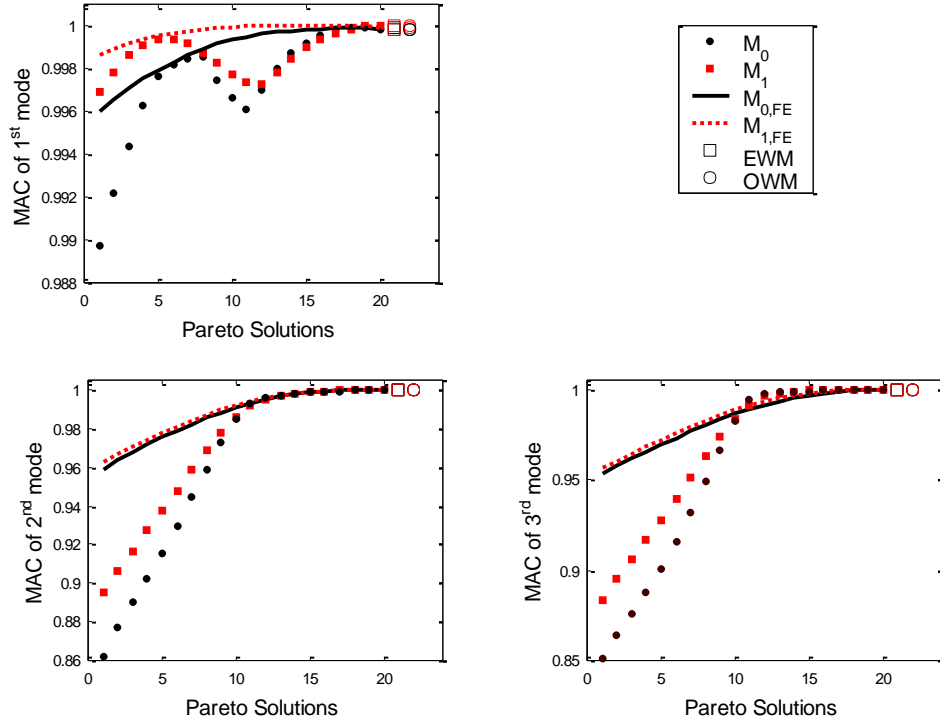 1
0.998
0.996
0.994
0.992
0.99
0.988
0
5
10
15
20
MAC of 1st mode
Pareto Solutions
M0
M1
M0,FE
M1,FE
EWM
OWM
1
0.98
0.96
0.94
0.92
0.9
0.88
0.86
0
5
10
15
20
MAC of 2nd mode
Pareto Solutions
1
0.95
0.9
0.85
0
5
10
15
20
MAC of 3rd mode
Pareto Solutions